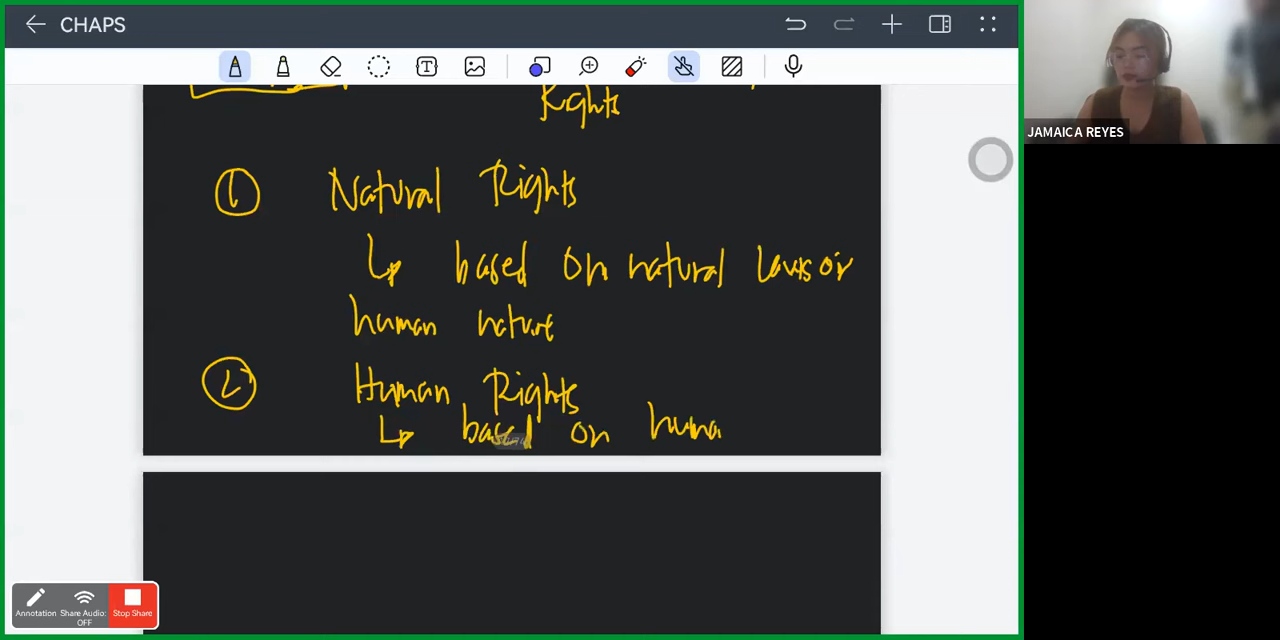 CHAPS
JAMAICA REYES
Rights
① Natural Rights
↳ based on natural laws or
human nature
② Human Rights
↳ based on huma
Annotation
Share Audio: OFF
Stop Share